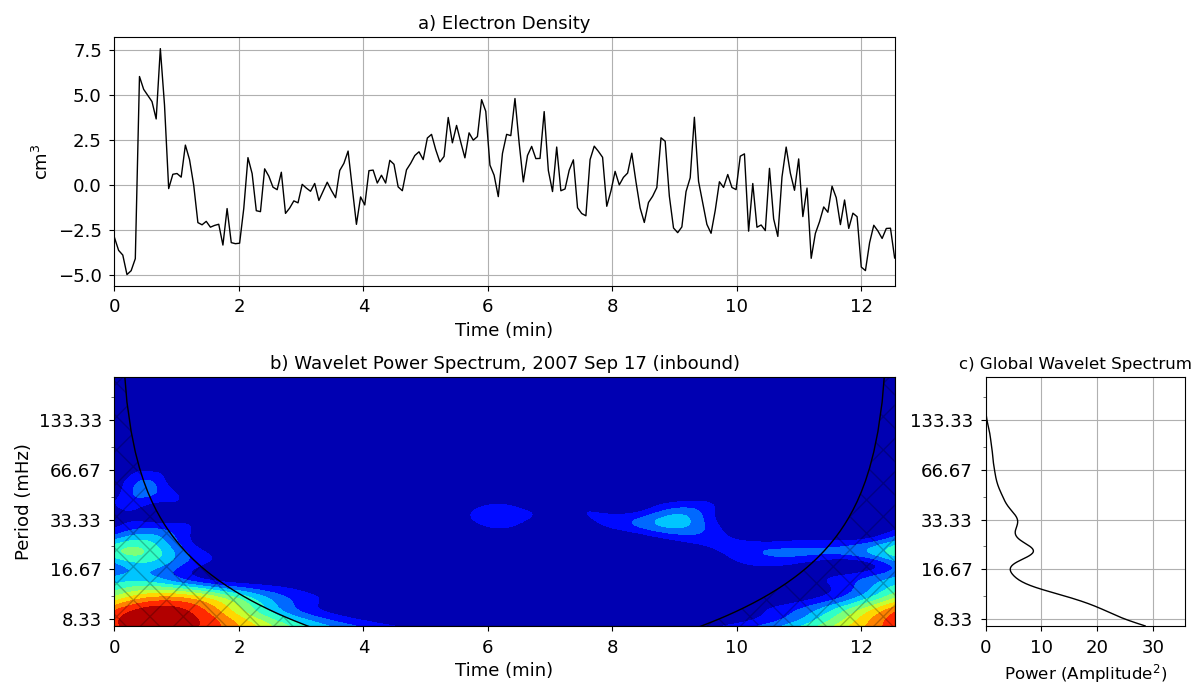 a) Electron Density
cm³
7.5
5.0
2.5
0.0
−2.5
−5.0
0 2 4 6 8 10 12
Time (min)
b) Wavelet Power Spectrum, 2007 Sep 17 (inbound)
Period (mHz)
133.33
66.67
33.33
16.67
8.33
0 2 4 6 8 10 12
Time (min)
c) Global Wavelet Spectrum
133.33
66.67
33.33
16.67
8.33
0 10 20 30
Power (Amplitude²)